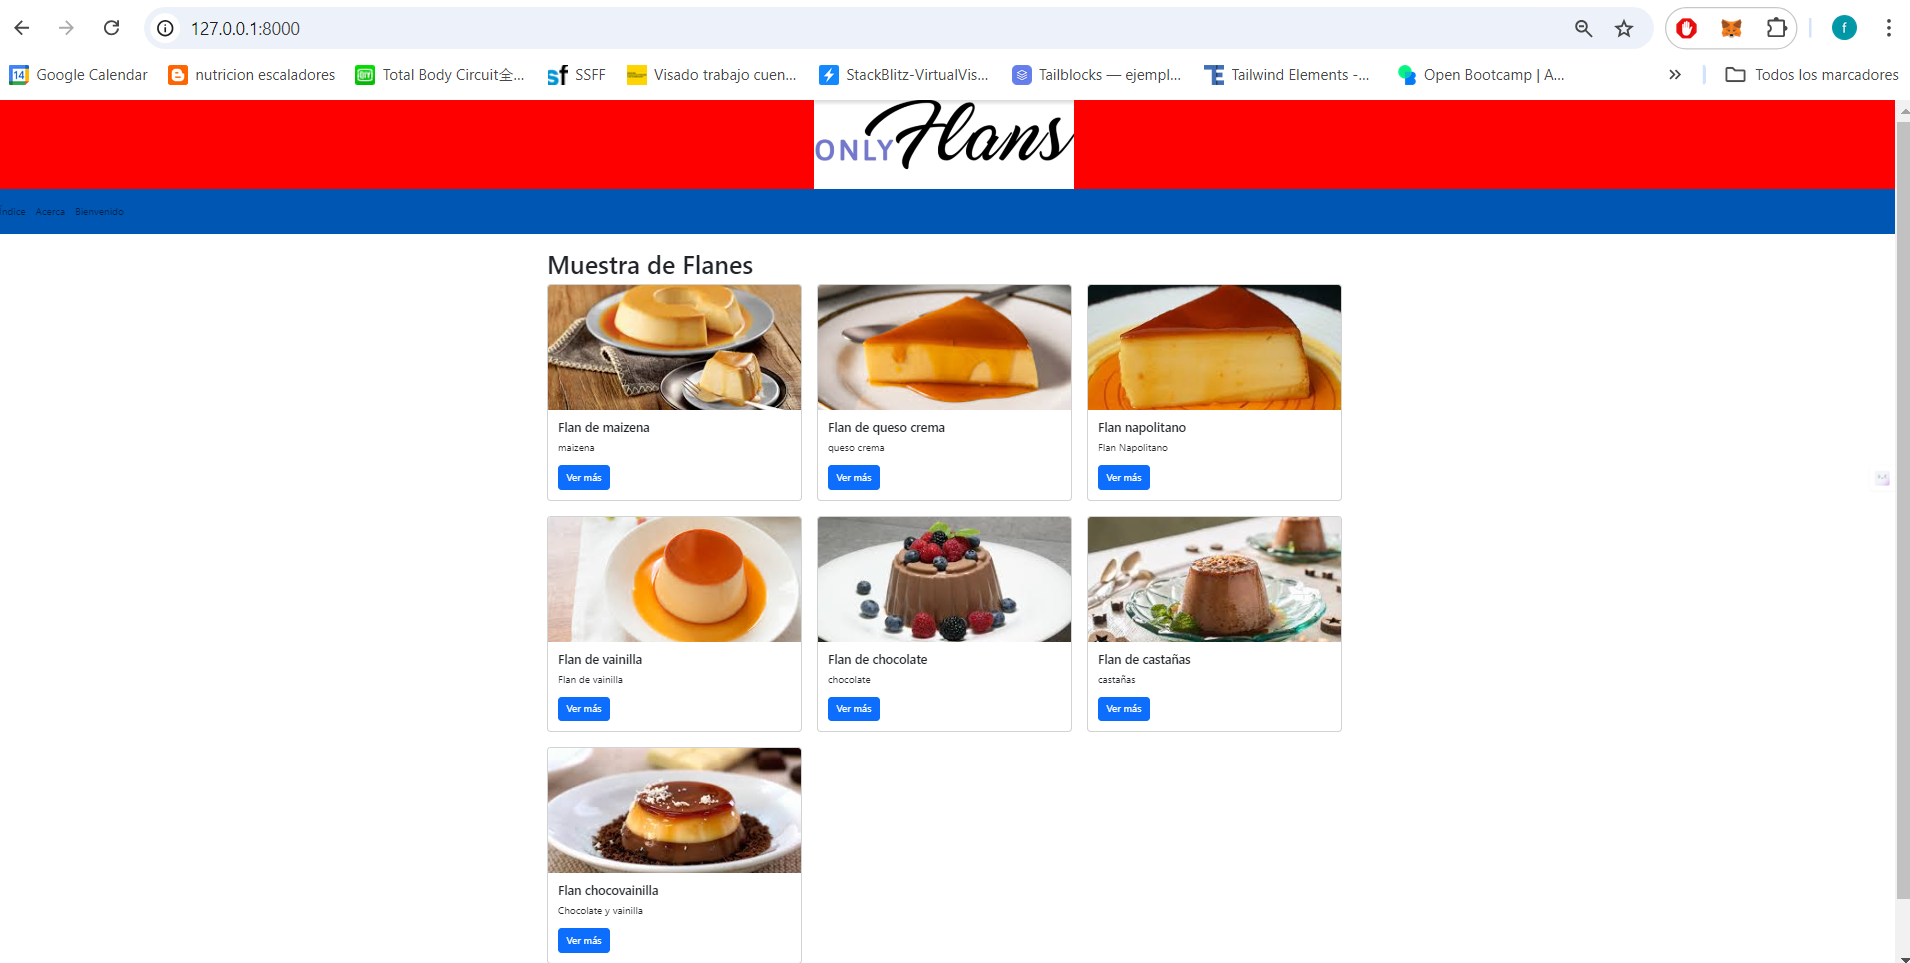 127.0.0.1:8000
f
14 Google Calendar nutricion escaladores Total Body Circuit全... SSFF Visado trabajo cuen... StackBlitz-VirtualVis... Tailblocks — ejempl... Tailwind Elements -... Open Bootcamp | A... » Todos los marcadores
ONLY Flans
Índice Acerca Bienvenido
Muestra de Flanes
Flan de maizena
maizena
Ver más
Flan de queso crema
queso crema
Ver más
Flan napolitano
Flan Napolitano
Ver más
Flan de vainilla
Flan de vainilla
Ver más
Flan de chocolate
chocolate
Ver más
Flan de castañas
castañas
Ver más
Flan chocovainilla
Chocolate y vainilla
Ver más